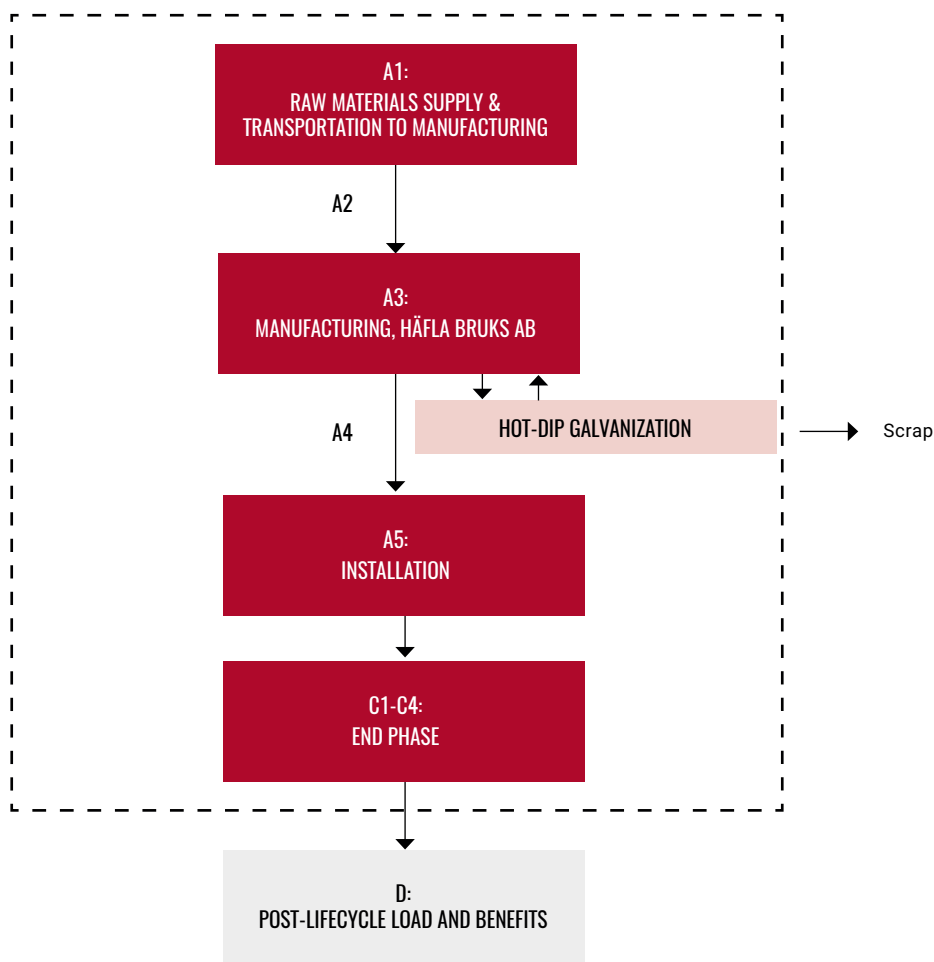 A1:
RAW MATERIALS SUPPLY &
TRANSPORTATION TO MANUFACTURING
A2
A3:
MANUFACTURING, HÄFLA BRUKS AB
HOT-DIP GALVANIZATION
Scrap
A4
A5:
INSTALLATION
C1-C4:
END PHASE
D:
POST-LIFECYCLE LOAD AND BENEFITS